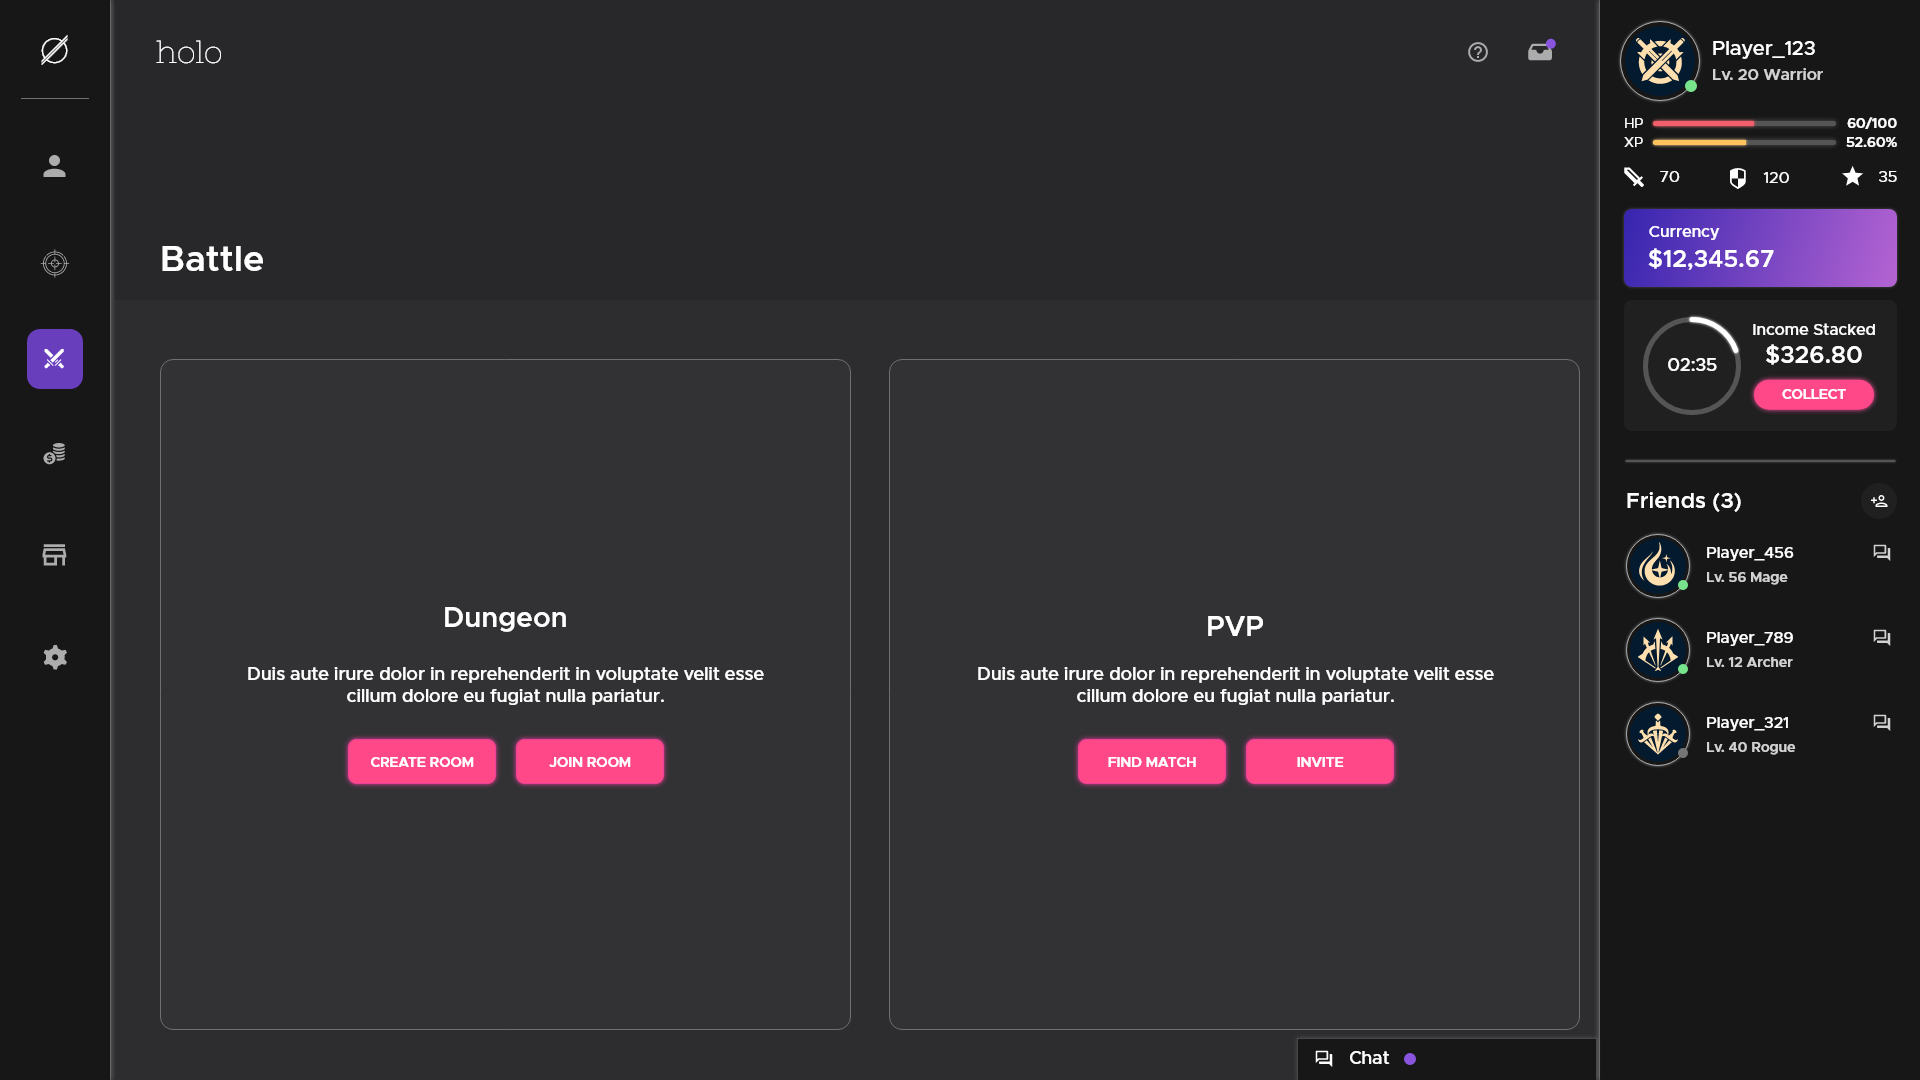 holo
Battle
Dungeon
Duis aute irure dolor in reprehenderit in voluptate velit esse
cillum dolore eu fugiat nulla pariatur.
CREATE ROOM
JOIN ROOM
PVP
Duis aute irure dolor in reprehenderit in voluptate velit esse
cillum dolore eu fugiat nulla pariatur.
FIND MATCH
INVITE
Chat
Player_123
Lv. 20 Warrior
HP 60/100
XP 52.60%
70 120 35
Currency
$12,345.67
02:35
Income Stacked
$326.80
COLLECT
Friends (3)
Player_456
Lv. 56 Mage
Player_789
Lv. 12 Archer
Player_321
Lv. 40 Rogue